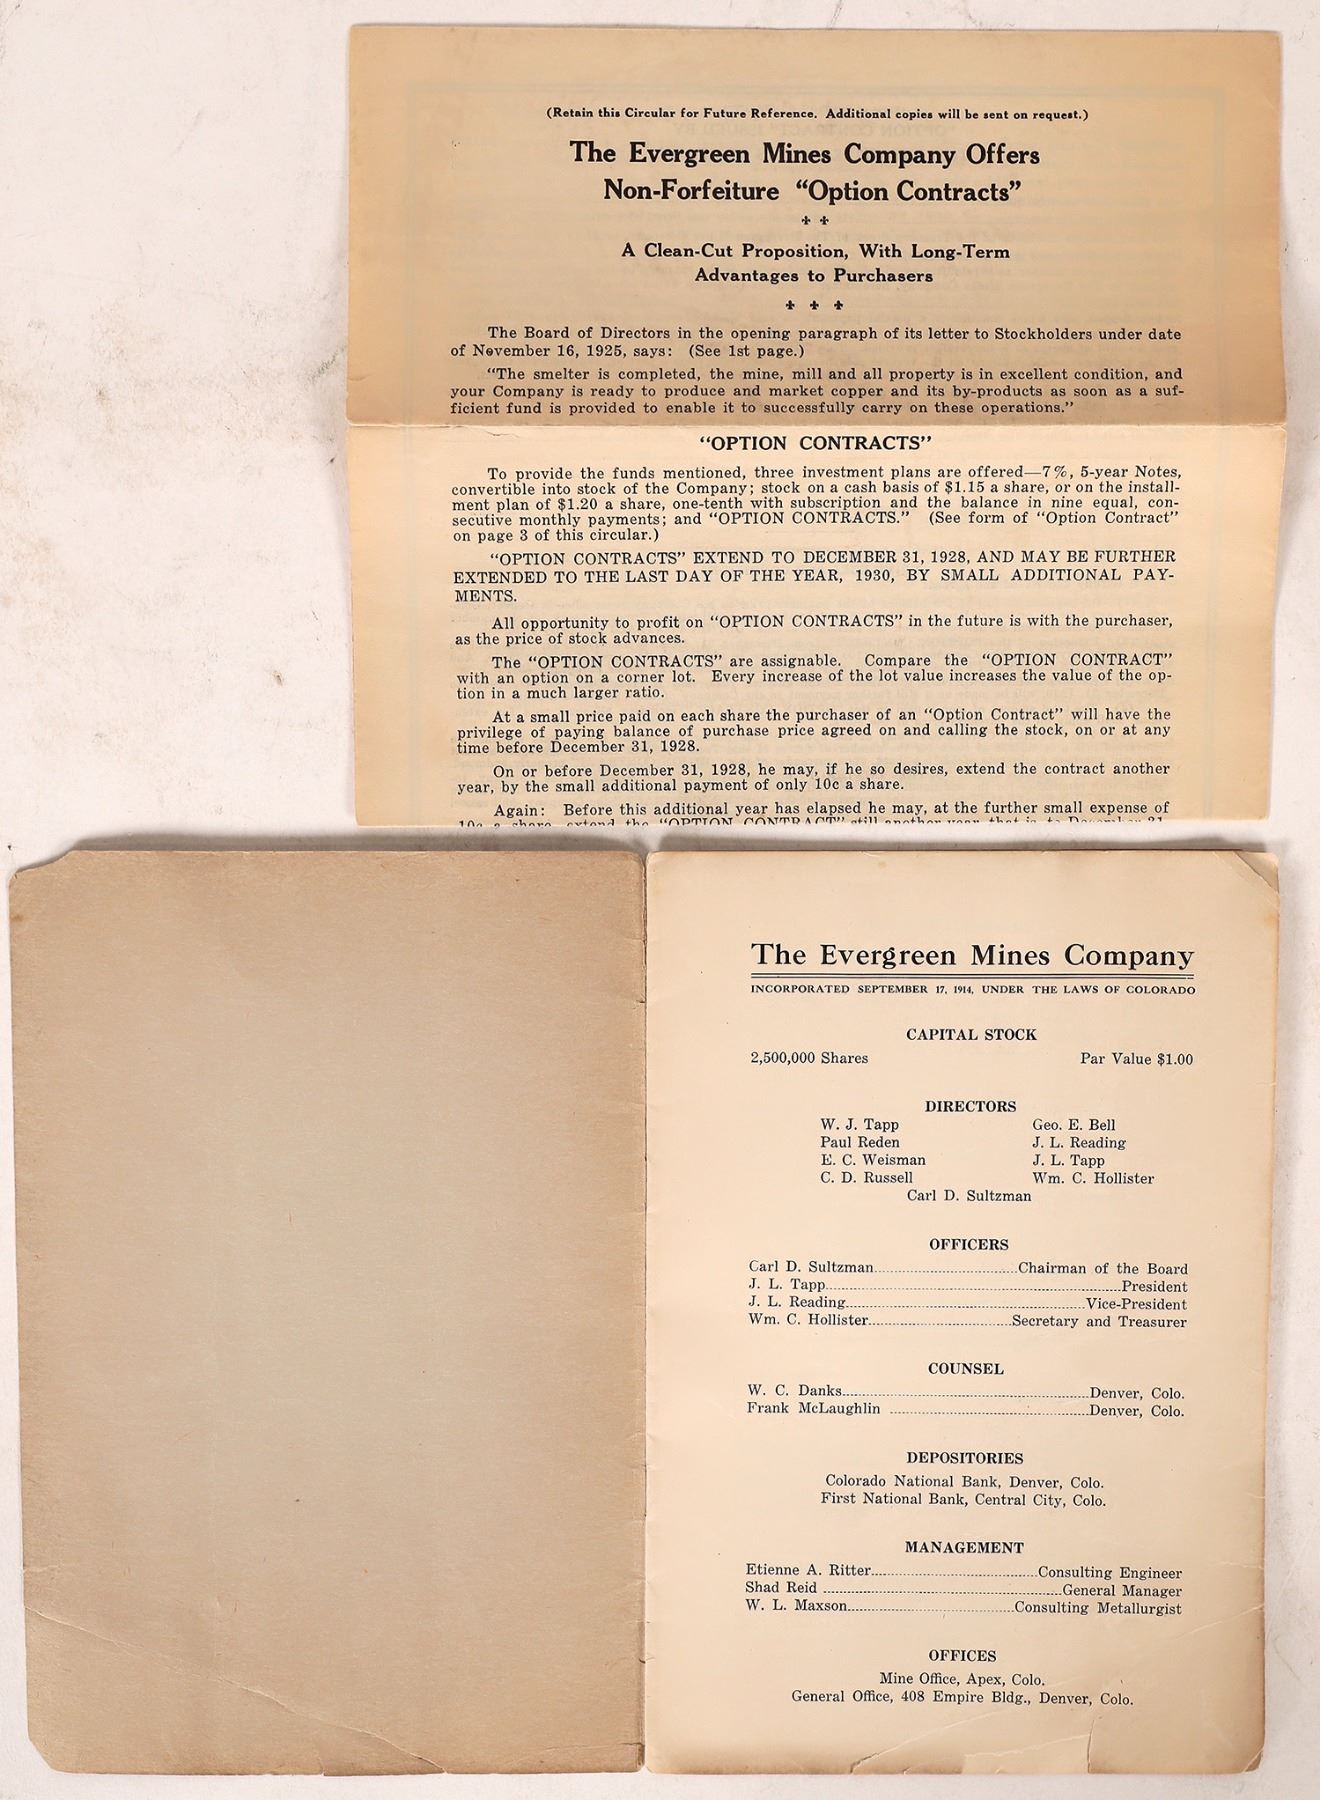 (Retain this Circular for Future Reference. Additional copies will be sent on request.)
The Evergreen Mines Company Offers
Non-Forfeiture “Option Contracts”
A Clean-Cut Proposition, With Long-Term
Advantages to Purchasers
The Board of Directors in the opening paragraph of its letter to Stockholders under date
of November 16, 1925, says: (See 1st page.)
“The smelter is completed, the mine, mill and all property is in excellent condition, and
your Company is ready to produce and market copper and its by-products as soon as a suf-
ficient fund is provided to enable it to successfully carry on these operations.”
“OPTION CONTRACTS”
To provide the funds mentioned, three investment plans are offered—7%, 5-year Notes,
convertible into stock of the Company; stock on a cash basis of $1.15 a share, or on the install-
ment plan of $1.20 a share, one-tenth with subscription and the balance in nine equal, con-
secutive monthly payments; and “OPTION CONTRACTS.” (See form of “Option Contract”
on page 3 of this circular.)
“OPTION CONTRACTS” EXTEND TO DECEMBER 31, 1928, AND MAY BE FURTHER
EXTENDED TO THE LAST DAY OF THE YEAR, 1930, BY SMALL ADDITIONAL PAY-
MENTS.
All opportunity to profit on “OPTION CONTRACTS” in the future is with the purchaser,
as the price of stock advances.
The “OPTION CONTRACTS” are assignable. Compare the “OPTION CONTRACT”
with an option on a corner lot. Every increase of the lot value increases the value of the op-
tion in a much larger ratio.
At a small price paid on each share the purchaser of an “Option Contract” will have the
privilege of paying balance of purchase price agreed on and calling the stock, on or at any
time before December 31, 1928.
On or before December 31, 1928, he may, if he so desires, extend the contract another
year, by the small additional payment of only 10c a share.
Again: Before this additional year has elapsed he may, at the further small expense of
10c a share, extend the “OPTION CONTRACT” still another year, that is, to December 31,
The Evergreen Mines Company
INCORPORATED SEPTEMBER 17, 1914, UNDER THE LAWS OF COLORADO
CAPITAL STOCK
2,500,000 Shares Par Value $1.00
DIRECTORS
W. J. Tapp Geo. E. Bell
Paul Reden J. L. Reading
E. C. Weisman J. L. Tapp
C. D. Russell Wm. C. Hollister
Carl D. Sultzman
OFFICERS
Carl D. Sultzman Chairman of the Board
J. L. Tapp President
J. L. Reading Vice-President
Wm. C. Hollister Secretary and Treasurer
COUNSEL
W. C. Danks Denver, Colo.
Frank McLaughlin Denver, Colo.
DEPOSITORIES
Colorado National Bank, Denver, Colo.
First National Bank, Central City, Colo.
MANAGEMENT
Etienne A. Ritter Consulting Engineer
Shad Reid General Manager
W. L. Maxson Consulting Metallurgist
OFFICES
Mine Office, Apex, Colo.
General Office, 408 Empire Bldg., Denver, Colo.